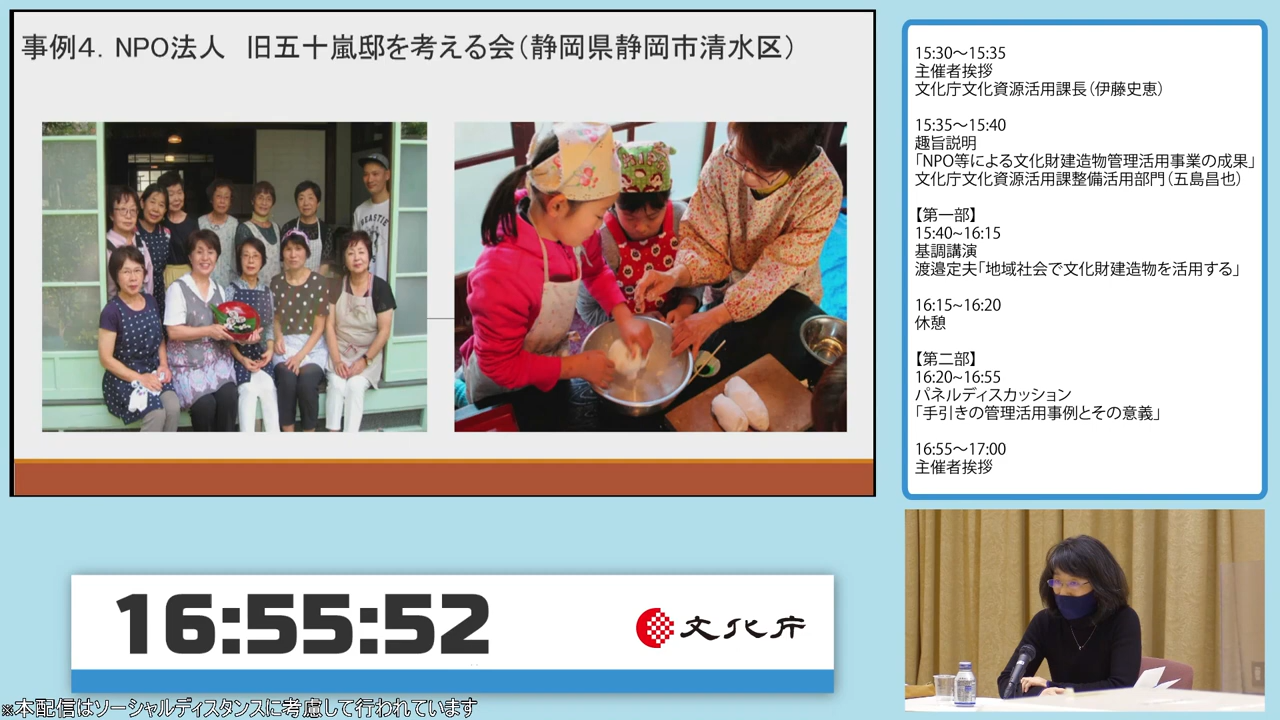 事例４．NPO法人　旧五十嵐邸を考える会（静岡県静岡市清水区）
15:30～15:35
主催者挨拶
文化庁文化資源活用課長（伊藤史恵）
15:35～15:40
趣旨説明
「NPO等による文化財建造物管理活用事業の成果」
文化庁文化資源活用課整備活用部門（五島昌也）
【第一部】
15:40~16:15
基調講演
渡邉定夫「地域社会で文化財建造物を活用する」
16:15~16:20
休憩
【第二部】
16:20~16:55
パネルディスカッション
「手引きの管理活用事例とその意義」
16:55～17:00
主催者挨拶
16:55:52
文化庁
※本配信はソーシャルディスタンスに考慮して行われています